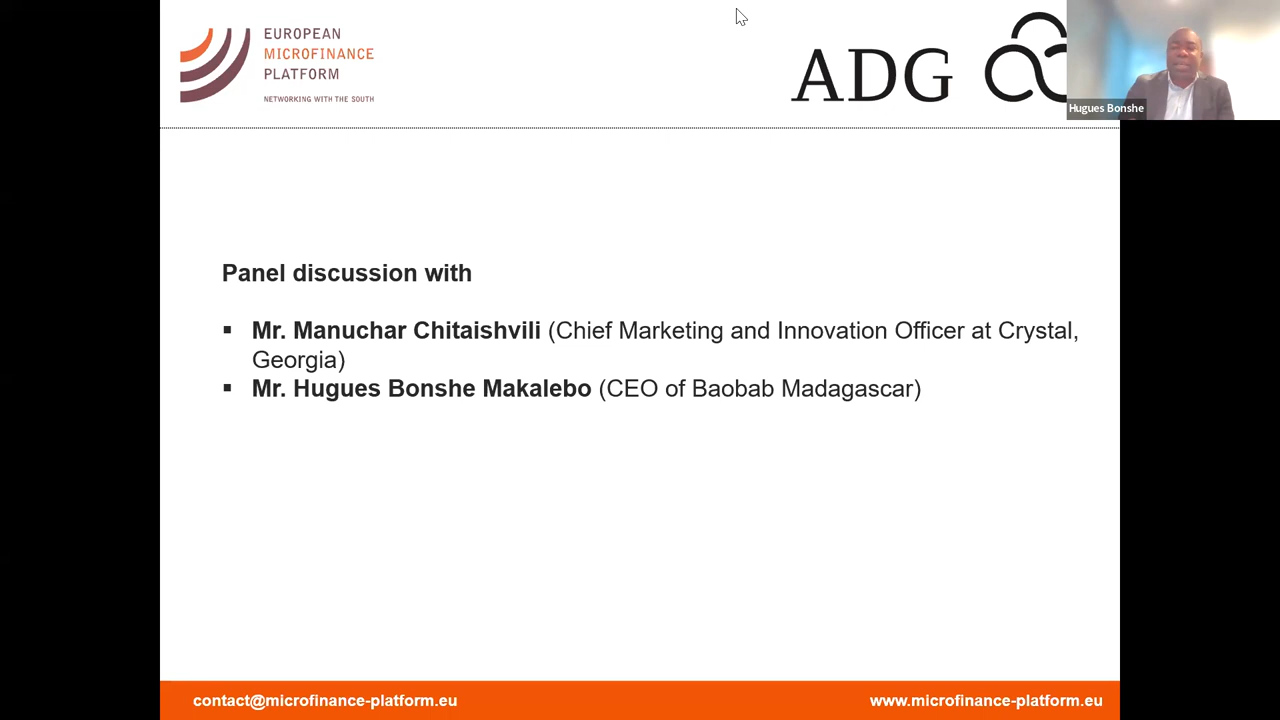 EUROPEAN
MICROFINANCE
PLATFORM
NETWORKING WITH THE SOUTH
ADG
Hugues Bonshe
Panel discussion with
▪ Mr. Manuchar Chitaishvili (Chief Marketing and Innovation Officer at Crystal,
Georgia)
▪ Mr. Hugues Bonshe Makalebo (CEO of Baobab Madagascar)
contact@microfinance-platform.eu
www.microfinance-platform.eu